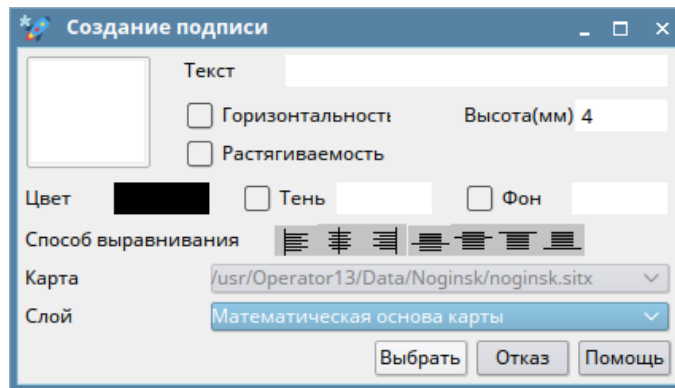 Создание подписи
Текст
Горизонтальность
Высота(мм) 4
Растягиваемость
Цвет
Тень
Фон
Способ выравнивания
Карта
/usr/Operator13/Data/Noginsk/noginsk.sitx
Слой
Математическая основа карты
Выбрать
Отказ
Помощь